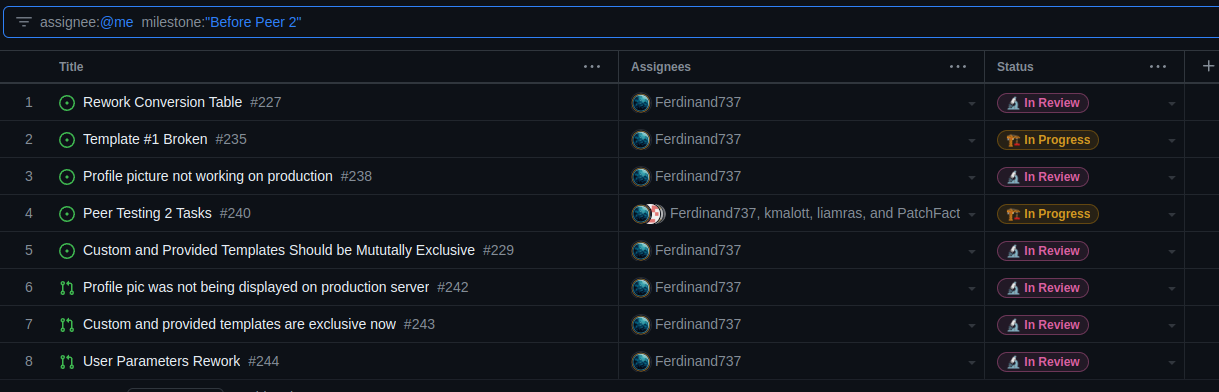 assignee:@me milestone:"Before Peer 2"
Title ... Assignees ... Status ... +
1 Rework Conversion Table #227 Ferdinand737 In Review
2 Template #1 Broken #235 Ferdinand737 In Progress
3 Profile picture not working on production #238 Ferdinand737 In Review
4 Peer Testing 2 Tasks #240 Ferdinand737, kmalott, liamras, and PatchFact In Progress
5 Custom and Provided Templates Should be Mututally Exclusive #229 Ferdinand737 In Review
6 Profile pic was not being displayed on production server #242 Ferdinand737 In Review
7 Custom and provided templates are exclusive now #243 Ferdinand737 In Review
8 User Parameters Rework #244 Ferdinand737 In Review